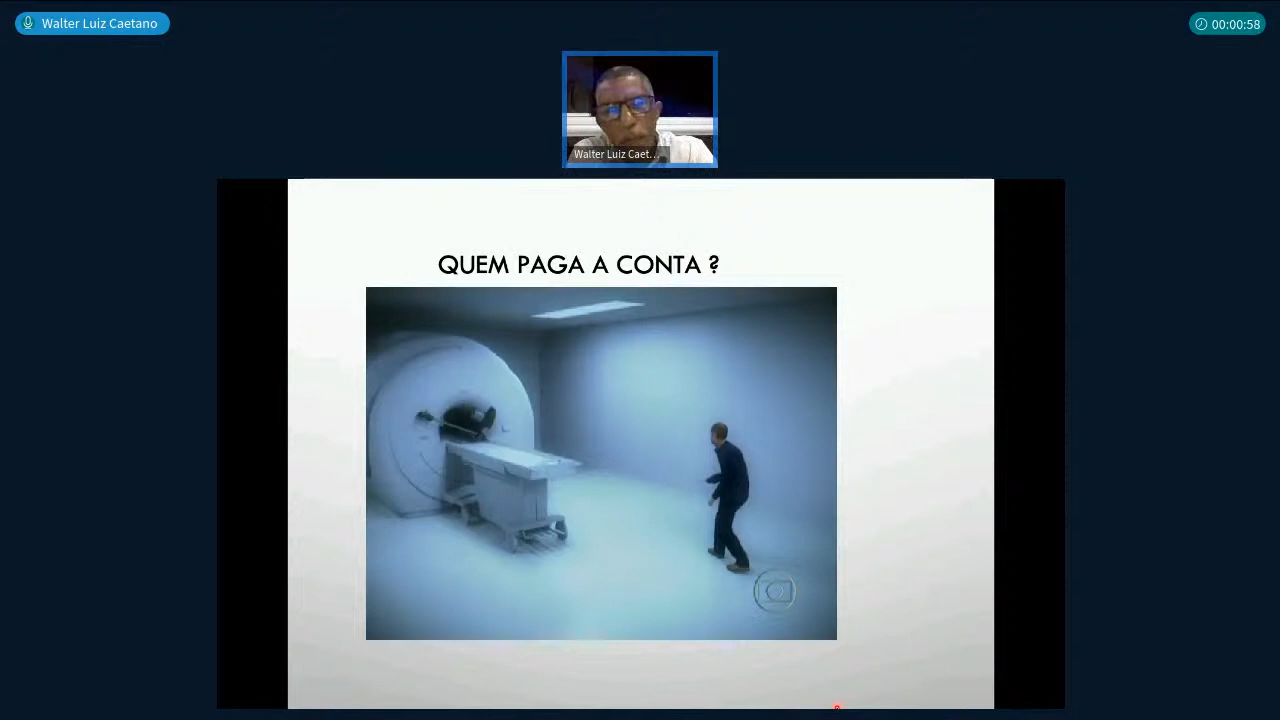 Walter Luiz Caetano
00:00:58
Walter Luiz Caet...
QUEM PAGA A CONTA ?